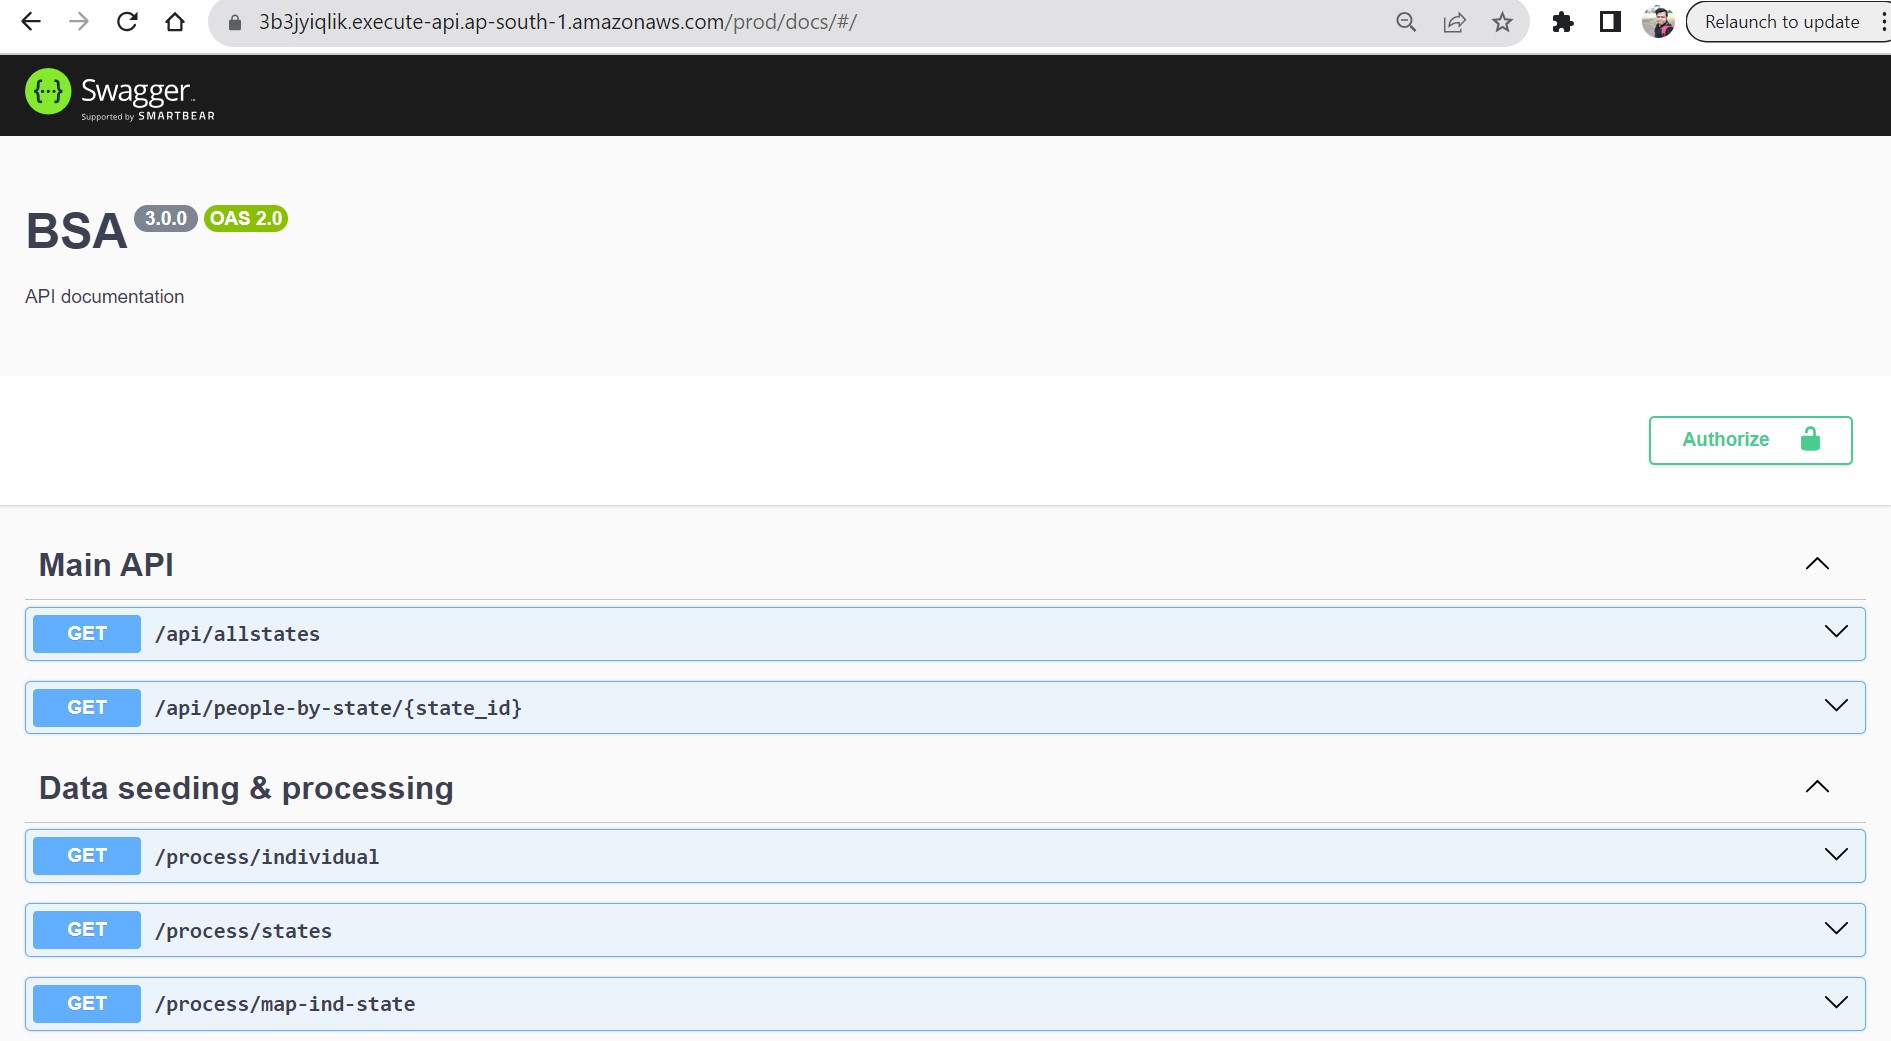 3b3jyiqlik.execute-api.ap-south-1.amazonaws.com/prod/docs/#/
Relaunch to update
{...} Swagger
Supported by SMARTBEAR
BSA 3.0.0 OAS 2.0
API documentation
Authorize
Main API
GET /api/allstates
GET /api/people-by-state/{state_id}
Data seeding & processing
GET /process/individual
GET /process/states
GET /process/map-ind-state